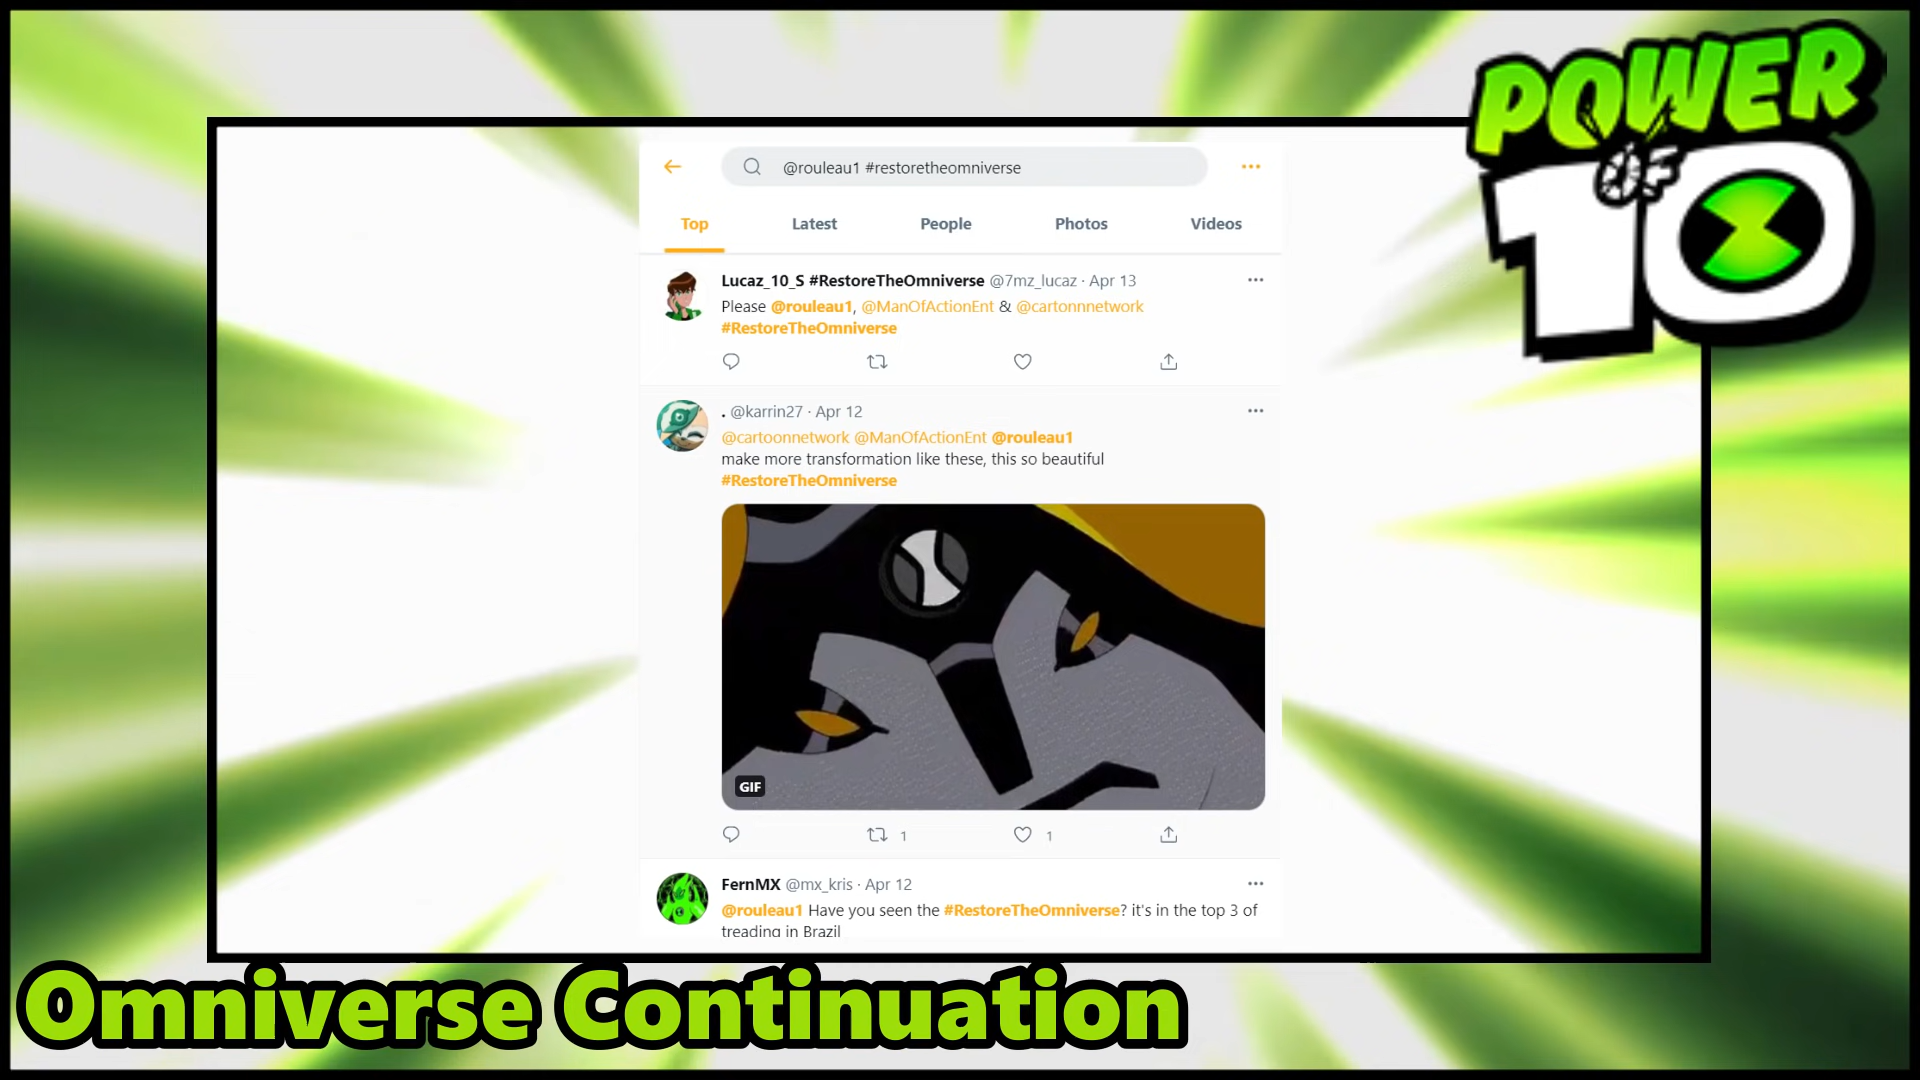 POWER
OF
10
@rouleau1 #restoretheomniverse
Top Latest People Photos Videos
Lucaz_10_S #RestoreTheOmniverse @7mz_lucaz · Apr 13
Please @rouleau1, @ManOfActionEnt & @cartonnnetwork
#RestoreTheOmniverse
. @karrin27 · Apr 12
@cartoonnetwork @ManOfActionEnt @rouleau1
make more transformation like these, this so beautiful
#RestoreTheOmniverse
GIF
1 1
FernMX @mx_kris · Apr 12
@rouleau1 Have you seen the #RestoreTheOmniverse? it's in the top 3 of
treading in Brazil
Omniverse Continuation